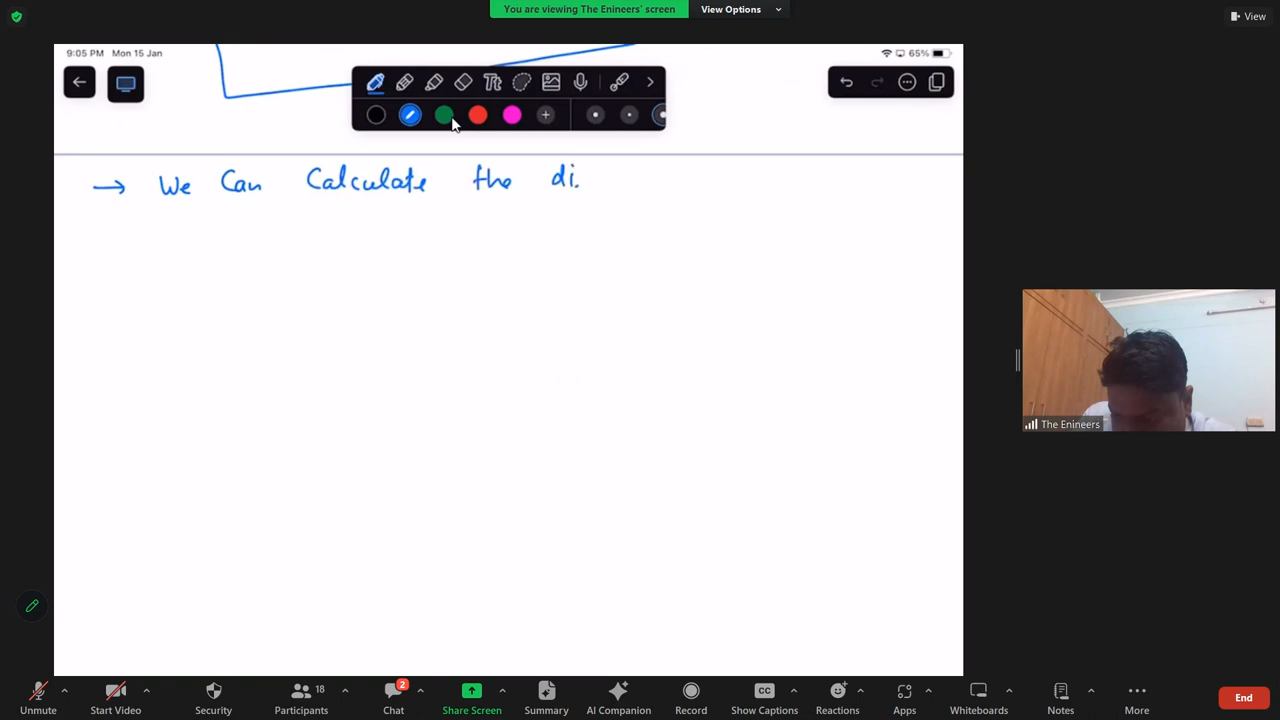 You are viewing The Enineers' screen
View Options
View
9:05 PM Mon 15 Jan
65%
Tt
→ We Can Calculate the di
The Enineers
Unmute
Start Video
Security
18
Participants
2
Chat
Share Screen
Summary
AI Companion
Record
CC
Show Captions
Reactions
Apps
Whiteboards
Notes
More
End